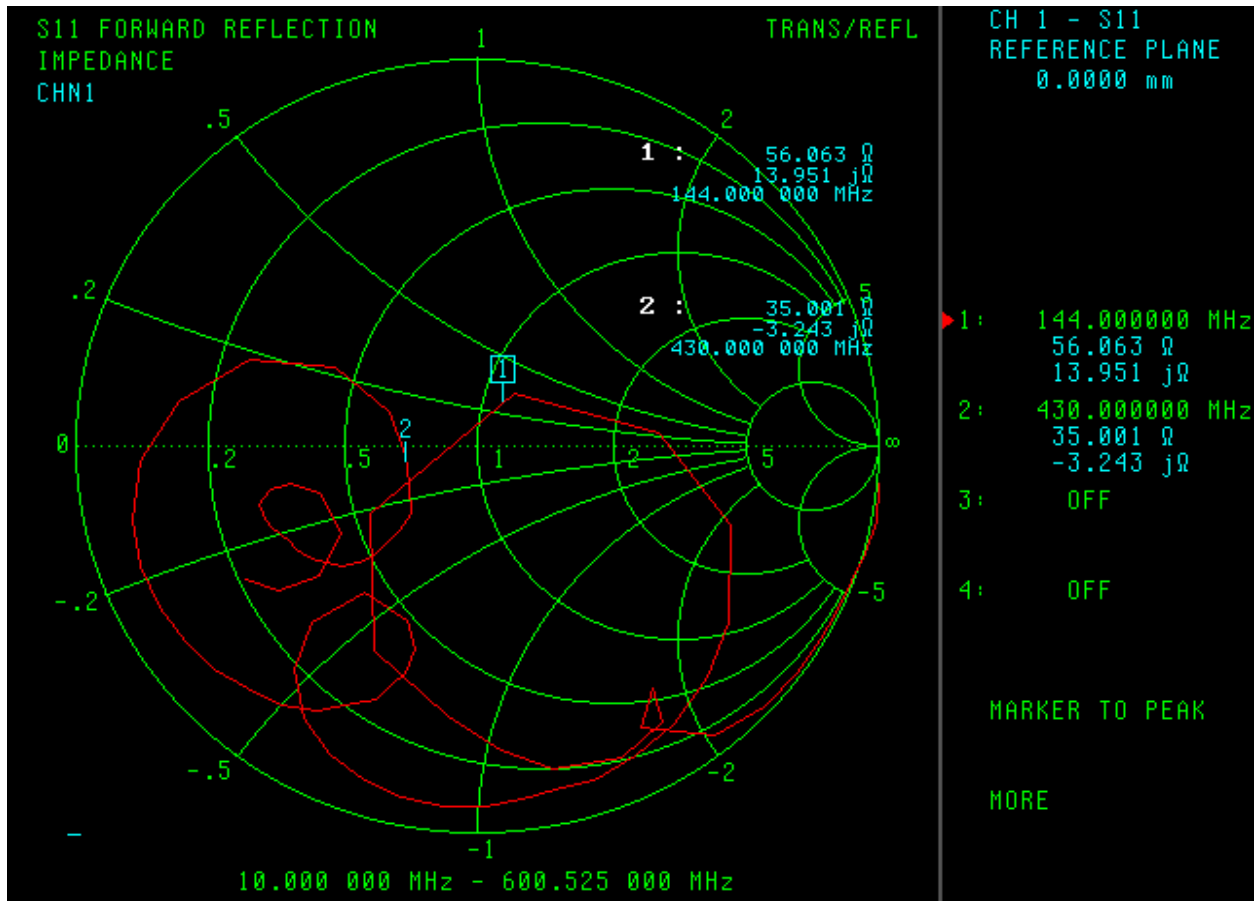 S11 FORWARD REFLECTION
TRANS/REFL
IMPEDANCE
CHN1
CH 1 - S11
REFERENCE PLANE
0.0000 mm
1
.5
2
1 :
56.063 Ω
13.951 jΩ
144.000 000 MHz
.2
5
2 :
35.001 Ω
-3.243 jΩ
430.000 000 MHz
1
2
0
.2
.5
1
2
5
∞
-.2
-5
-.5
-2
-1
10.000 000 MHz - 600.525 000 MHz
1: 144.000000 MHz
56.063 Ω
13.951 jΩ
2: 430.000000 MHz
35.001 Ω
-3.243 jΩ
3: OFF
4: OFF
MARKER TO PEAK
MORE